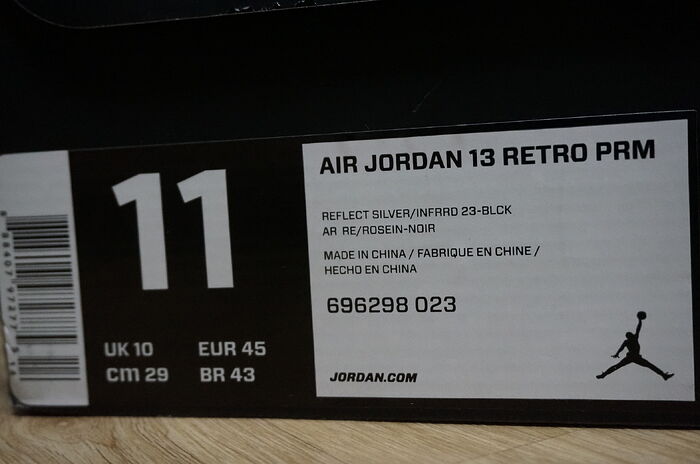 11
UK 10 EUR 45
cm 29 BR 43
AIR JORDAN 13 RETRO PRM
REFLECT SILVER/INFRRD 23-BLCK
AR RE/ROSEIN-NOIR
MADE IN CHINA / FABRIQUE EN CHINE /
HECHO EN CHINA
696298 023
JORDAN.COM